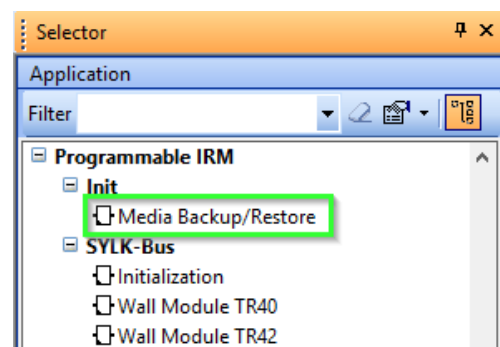 Selector
Application
Filter
Programmable IRM
Init
Media Backup/Restore
SYLK-Bus
Initialization
Wall Module TR40
Wall Module TR42